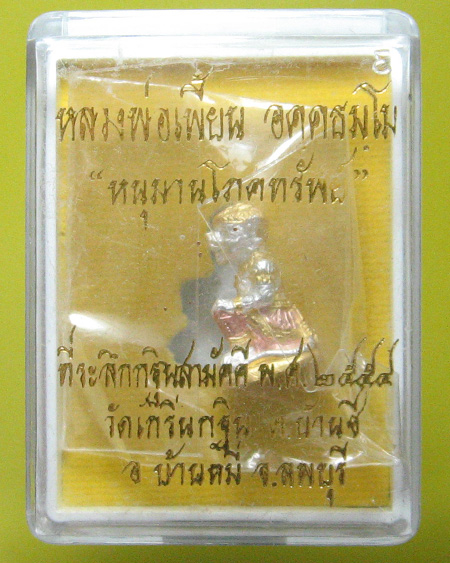 ๓
หลวงพ่อเพี้ยน อคฺคธมฺโม
“หนุมานโภคทรัพย์”
ที่ระลึกกฐินสามัคคี พ.ศ.๒๕๕๔
วัดเกริ่นกฐิน ต.บ้านชี
อ.บ้านหมี่ จ.ลพบุรี